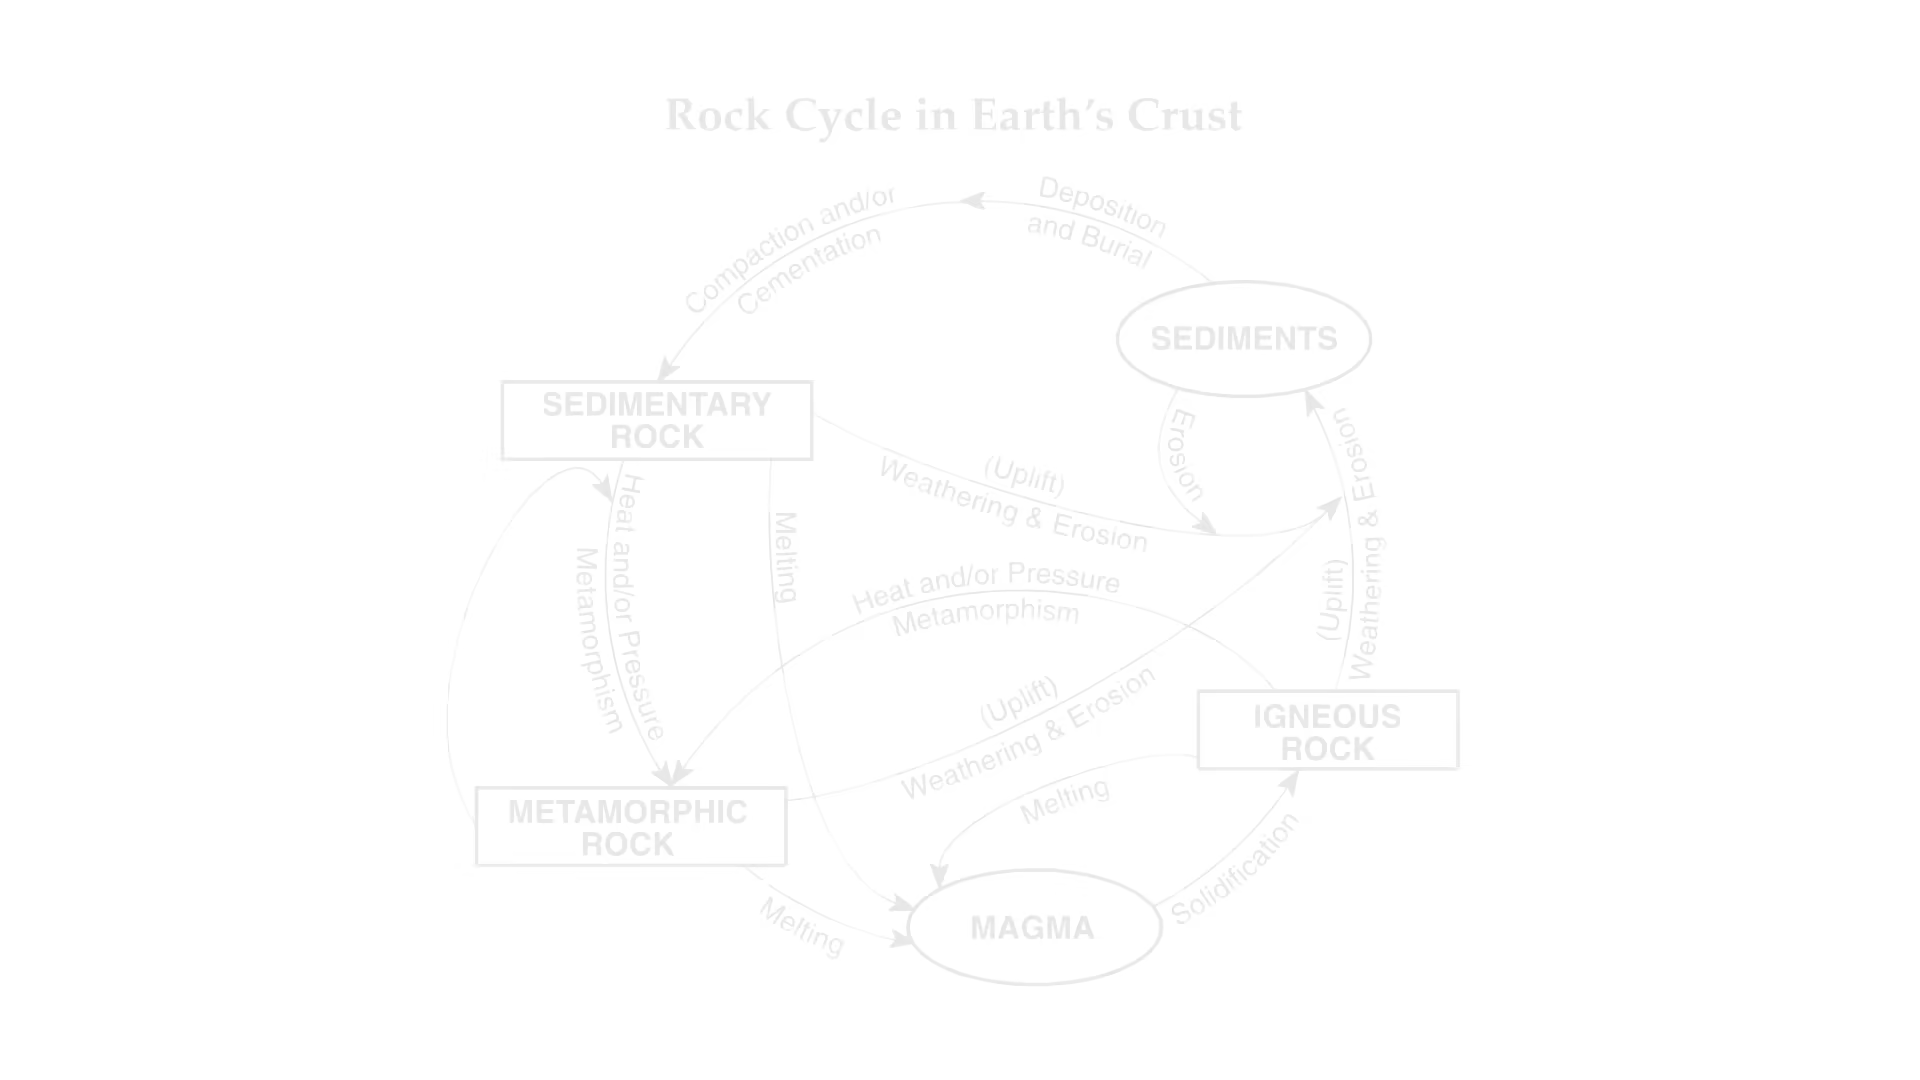 Rock Cycle in Earth's Crust
Deposition
and Burial
Compaction and/or
Cementation
SEDIMENTS
SEDIMENTARY
ROCK
Erosion
(Uplift)
Weathering & Erosion
(Uplift)
Weathering & Erosion
Heat and/or Pressure
Metamorphism
Melting
Heat and/or Pressure
Metamorphism
(Uplift)
Weathering & Erosion
IGNEOUS
ROCK
METAMORPHIC
ROCK
Melting
Solidification
Melting
MAGMA